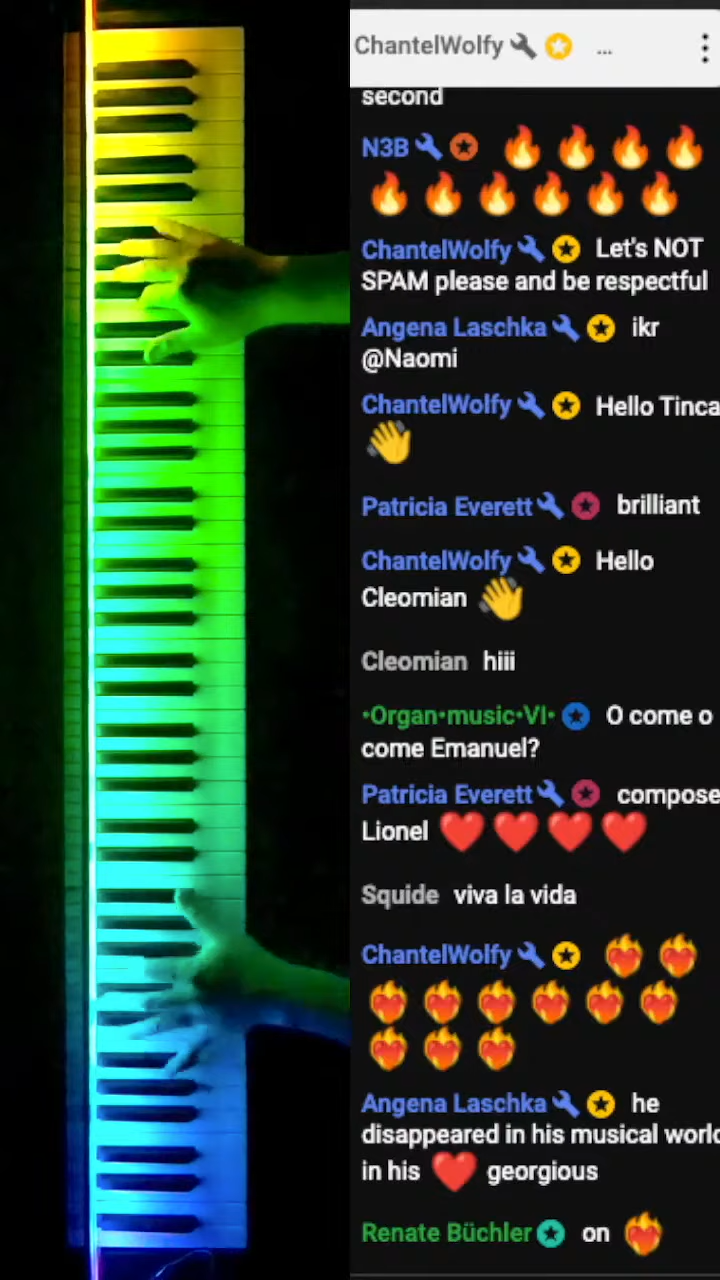 ChantelWolfy ...
second
N3B 🔥 🔥 🔥 🔥
🔥 🔥 🔥 🔥 🔥 🔥
ChantelWolfy Let's NOT
SPAM please and be respectful
Angena Laschka ikr
@Naomi
ChantelWolfy Hello Tinca
👋
Patricia Everett brilliant
ChantelWolfy Hello
Cleomian 👋
Cleomian hiii
•Organ•music•VI• O come o
come Emanuel?
Patricia Everett compose
Lionel ❤️ ❤️ ❤️ ❤️
Squide viva la vida
ChantelWolfy ❤️‍🔥 ❤️‍🔥
❤️‍🔥 ❤️‍🔥 ❤️‍🔥 ❤️‍🔥 ❤️‍🔥 ❤️‍🔥
❤️‍🔥 ❤️‍🔥 ❤️‍🔥
Angena Laschka he
disappeared in his musical world
in his ❤️ georgious
Renate Büchler on ❤️‍🔥